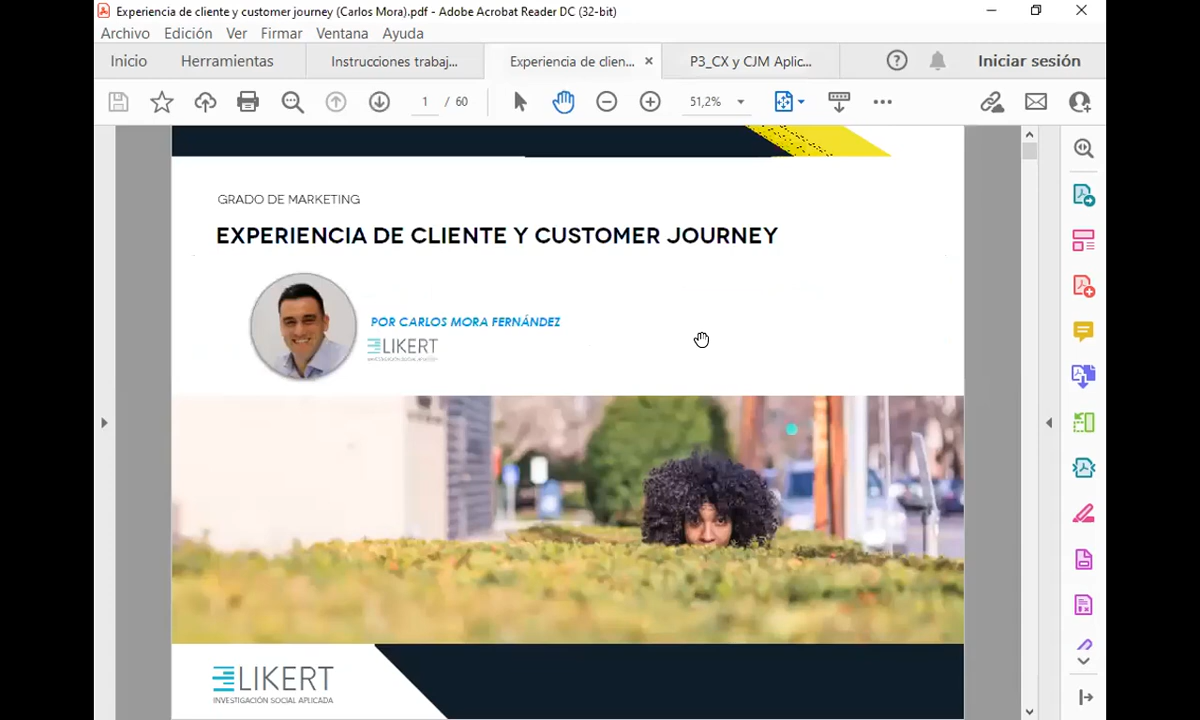 Experiencia de cliente y customer journey (Carlos Mora).pdf - Adobe Acrobat Reader DC (32-bit)
Archivo Edición Ver Firmar Ventana Ayuda
Inicio Herramientas Instrucciones trabaj... Experiencia de clien... P3_CX y CJM Aplic... Iniciar sesión
1 / 60 51,2%
GRADO DE MARKETING
EXPERIENCIA DE CLIENTE Y CUSTOMER JOURNEY
POR CARLOS MORA FERNÁNDEZ
LIKERT
LIKERT
INVESTIGACIÓN SOCIAL APLICADA